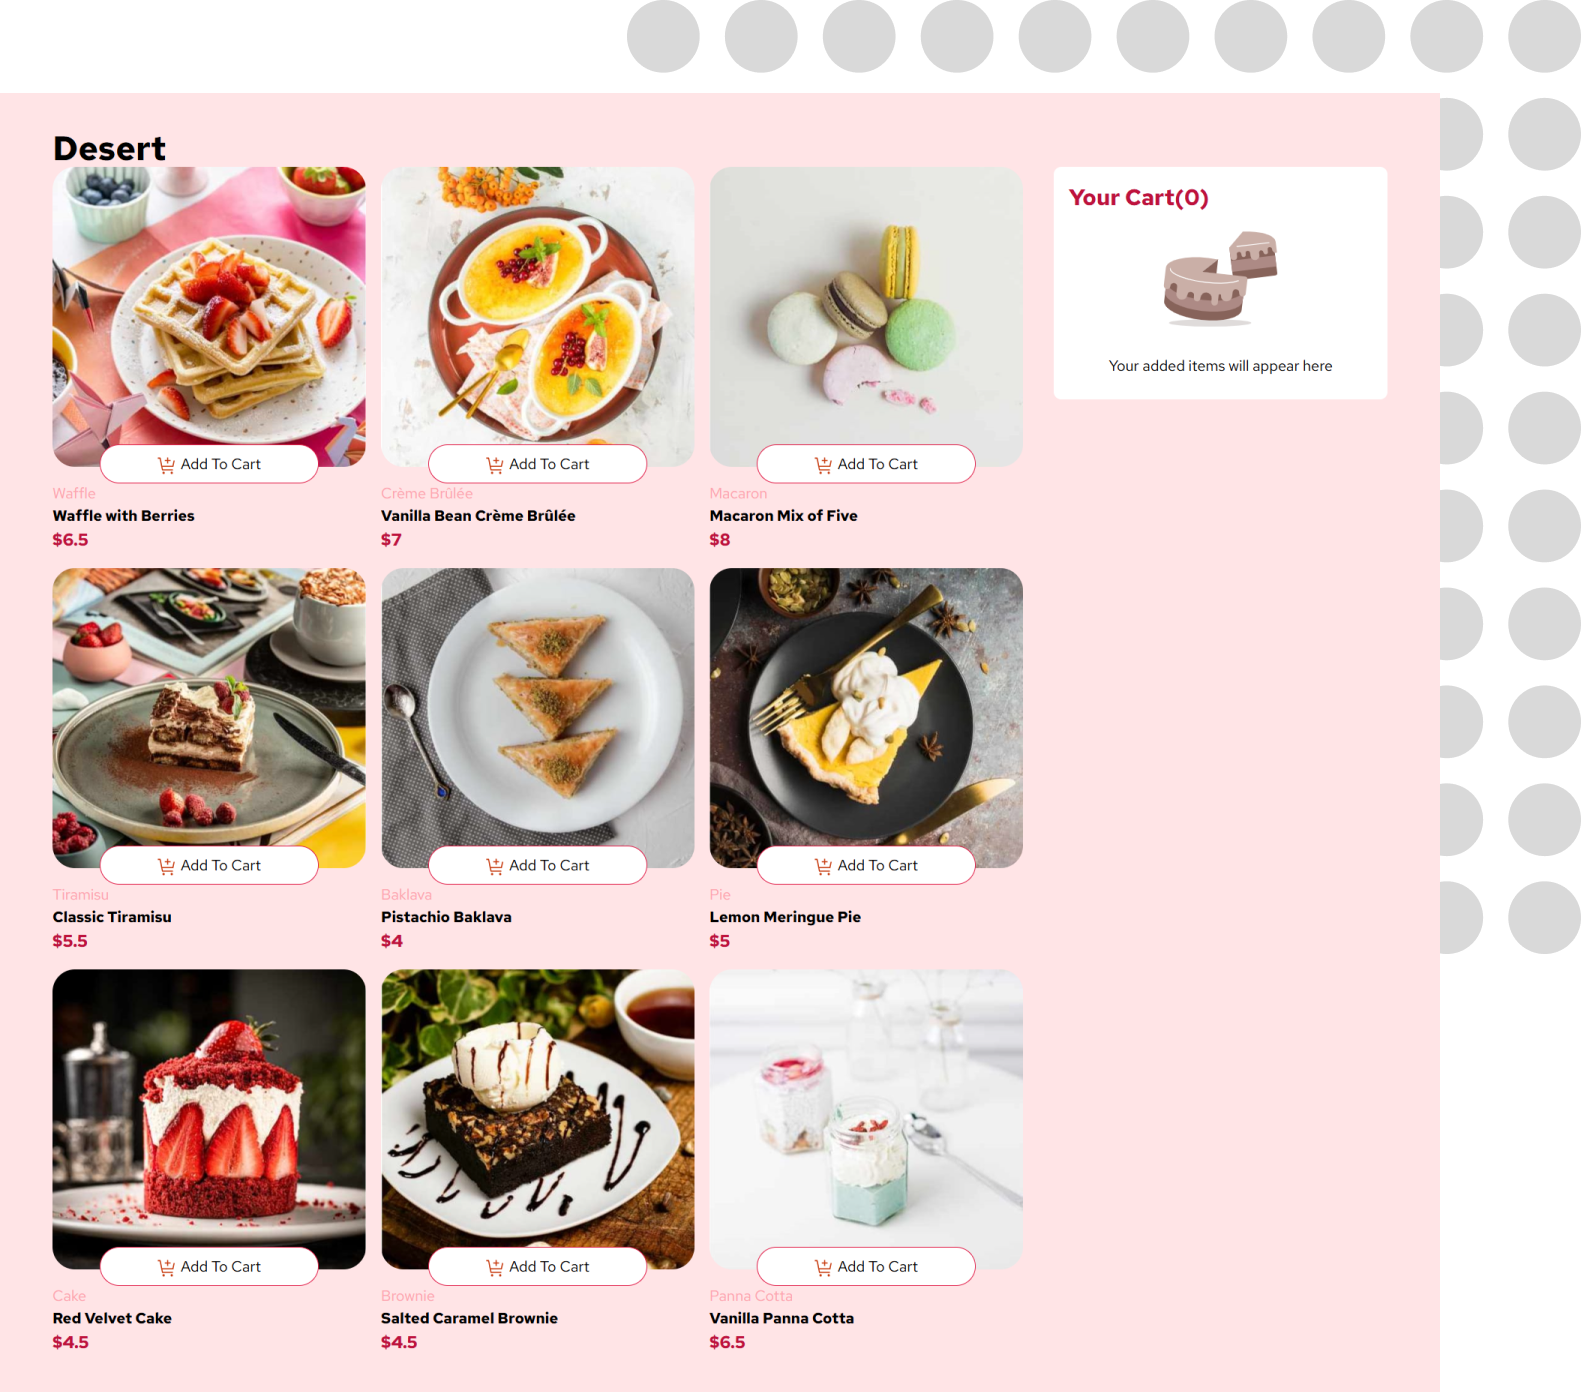 Desert
Your Cart(0)
Your added items will appear here
Add To Cart
Add To Cart
Add To Cart
Waffle
Crème Brûlée
Macaron
Waffle with Berries
Vanilla Bean Crème Brûlée
Macaron Mix of Five
$6.5
$7
$8
Add To Cart
Add To Cart
Add To Cart
Tiramisu
Baklava
Pie
Classic Tiramisu
Pistachio Baklava
Lemon Meringue Pie
$5.5
$4
$5
Add To Cart
Add To Cart
Add To Cart
Cake
Brownie
Panna Cotta
Red Velvet Cake
Salted Caramel Brownie
Vanilla Panna Cotta
$4.5
$4.5
$6.5